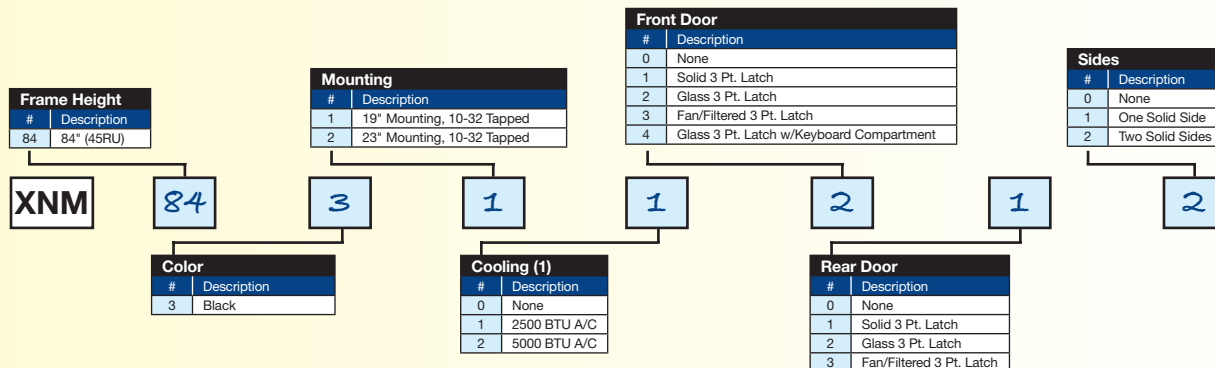 Front Door
# Description
0 None
1 Solid 3 Pt. Latch
2 Glass 3 Pt. Latch
3 Fan/Filtered 3 Pt. Latch
4 Glass 3 Pt. Latch w/Keyboard Compartment
Sides
# Description
0 None
1 One Solid Side
2 Two Solid Sides
Mounting
# Description
1 19" Mounting, 10-32 Tapped
2 23" Mounting, 10-32 Tapped
Frame Height
# Description
84 84" (45RU)
XNM 84 3 1 1 2 1 2
Color
# Description
3 Black
Cooling (1)
# Description
0 None
1 2500 BTU A/C
2 5000 BTU A/C
Rear Door
# Description
0 None
1 Solid 3 Pt. Latch
2 Glass 3 Pt. Latch
3 Fan/Filtered 3 Pt. Latch